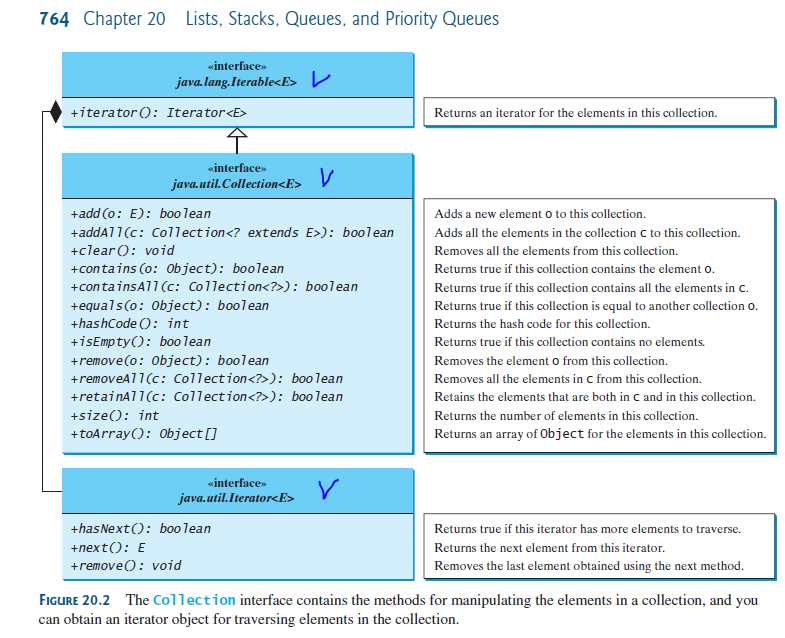 764 Chapter 20 Lists, Stacks, Queues, and Priority Queues
«interface»
java.lang.Iterable<E>
+iterator(): Iterator<E>
Returns an iterator for the elements in this collection.
«interface»
java.util.Collection<E>
+add(o: E): boolean
Adds a new element o to this collection.
+addAll(c: Collection<? extends E>): boolean
Adds all the elements in the collection c to this collection.
+clear(): void
Removes all the elements from this collection.
+contains(o: Object): boolean
Returns true if this collection contains the element o.
+containsAll(c: Collection<?>): boolean
Returns true if this collection contains all the elements in c.
+equals(o: Object): boolean
Returns true if this collection is equal to another collection o.
+hashCode(): int
Returns the hash code for this collection.
+isEmpty(): boolean
Returns true if this collection contains no elements.
+remove(o: Object): boolean
Removes the element o from this collection.
+removeAll(c: Collection<?>): boolean
Removes all the elements in c from this collection.
+retainAll(c: Collection<?>): boolean
Retains the elements that are both in c and in this collection.
+size(): int
Returns the number of elements in this collection.
+toArray(): Object[]
Returns an array of Object for the elements in this collection.
«interface»
java.util.Iterator<E>
+hasNext(): boolean
Returns true if this iterator has more elements to traverse.
+next(): E
Returns the next element from this iterator.
+remove(): void
Removes the last element obtained using the next method.
FIGURE 20.2 The Collection interface contains the methods for manipulating the elements in a collection, and you
can obtain an iterator object for traversing elements in the collection.